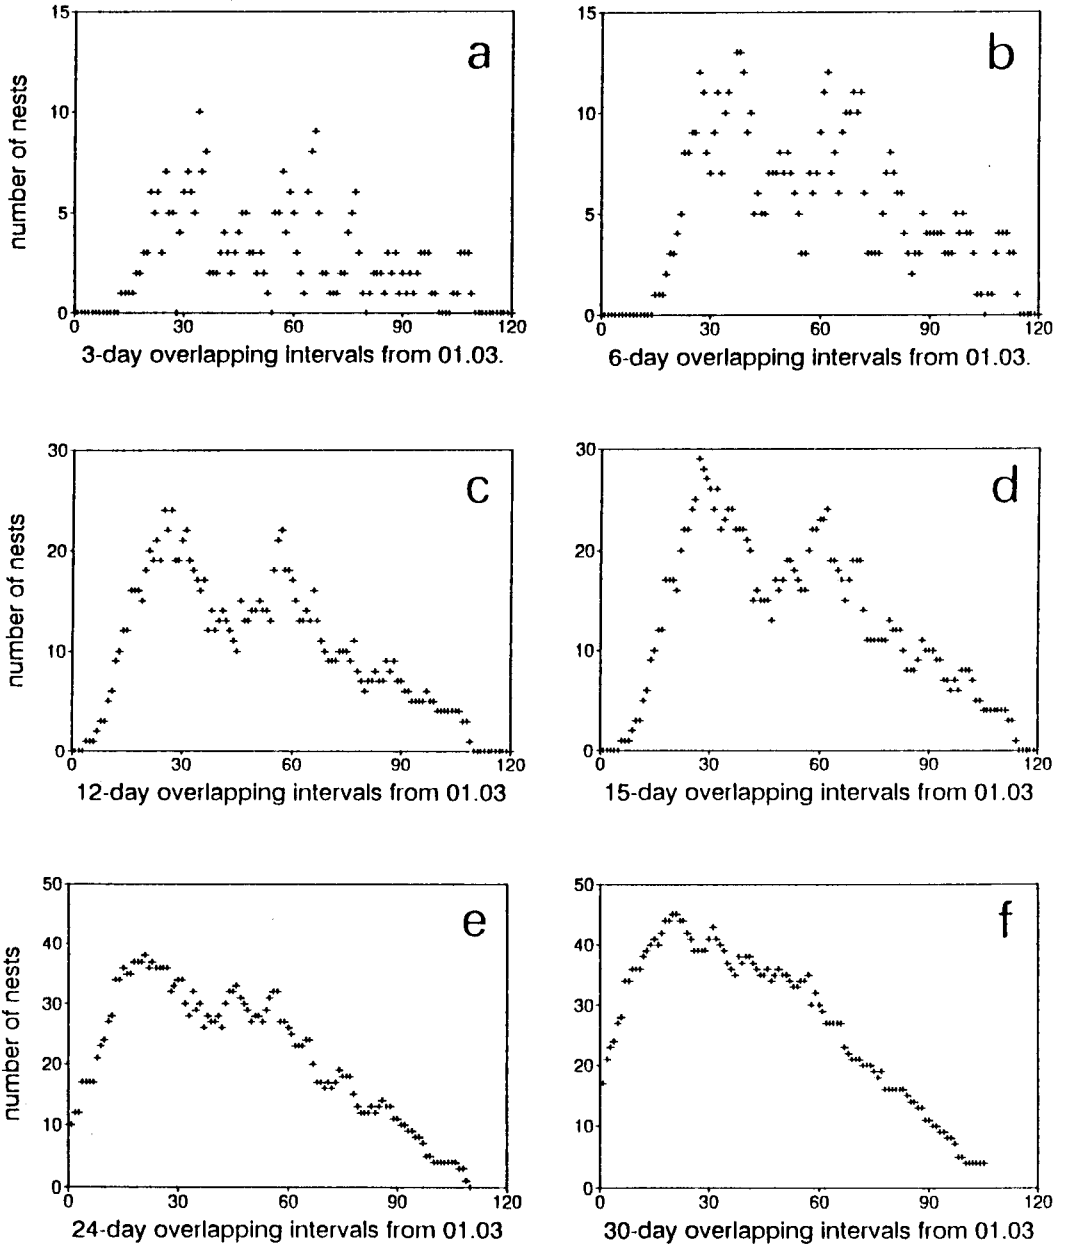 a
b
number of nests
15
10
5
0
0 30 60 90 120
3-day overlapping intervals from 01.03.
15
10
5
0
0 30 60 90 120
6-day overlapping intervals from 01.03.
c
d
number of nests
30
20
10
0
0 30 60 90 120
12-day overlapping intervals from 01.03
30
20
10
0
0 30 60 90 120
15-day overlapping intervals from 01.03
e
f
number of nests
50
40
30
20
10
0
0 30 60 90 120
24-day overlapping intervals from 01.03
50
40
30
20
10
0
0 30 60 90 120
30-day overlapping intervals from 01.03